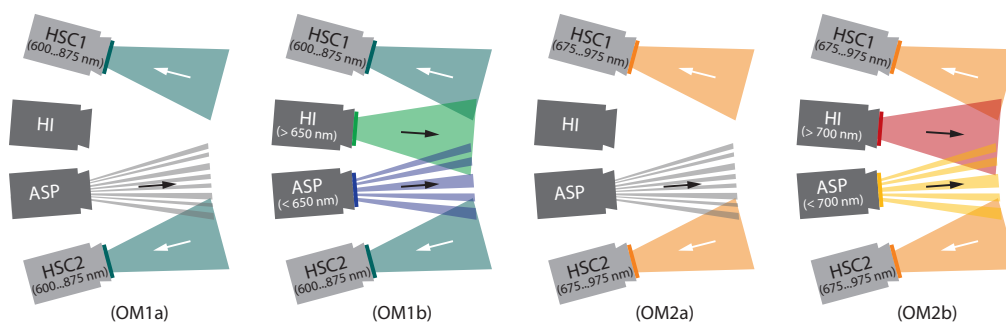 HSC1
(600...875 nm)
HI
ASP
HSC2
(600...875 nm)
(OM1a)
HSC1
(600...875 nm)
HI
(> 650 nm)
ASP
(< 650 nm)
HSC2
(600...875 nm)
(OM1b)
HSC1
(675...975 nm)
HI
ASP
HSC2
(675...975 nm)
(OM2a)
HSC1
(675...975 nm)
HI
(> 700 nm)
ASP
(< 700 nm)
HSC2
(675...975 nm)
(OM2b)